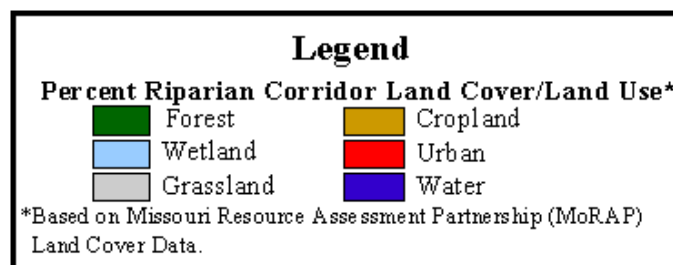 Legend
Percent Riparian Corridor Land Cover/Land Use*
Forest Cropland
Wetland Urban
Grassland Water
*Based on Missouri Resource Assessment Partnership (MoRAP)
Land Cover Data.